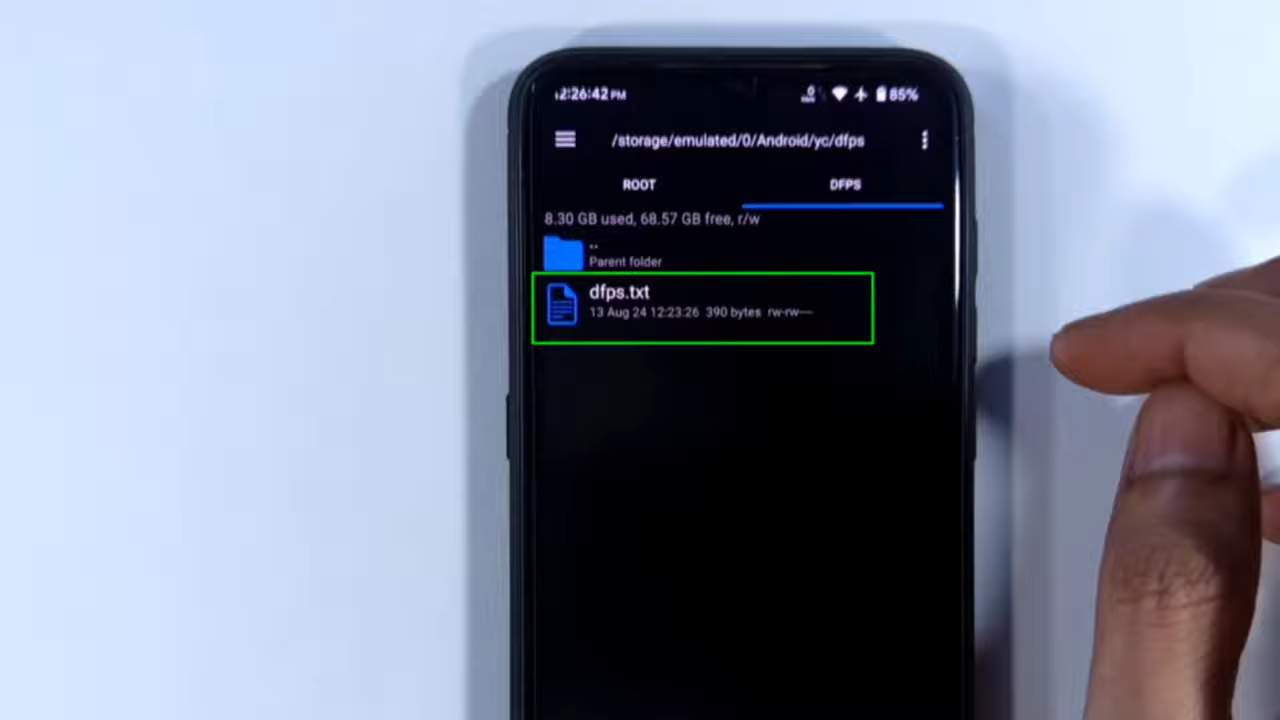 12:26:42 PM 85%
/storage/emulated/0/Android/yc/dfps
ROOT DFPS
8.30 GB used, 68.57 GB free, r/w
..
Parent folder
dfps.txt
13 Aug 24 12:23:26 390 bytes rw-rw----